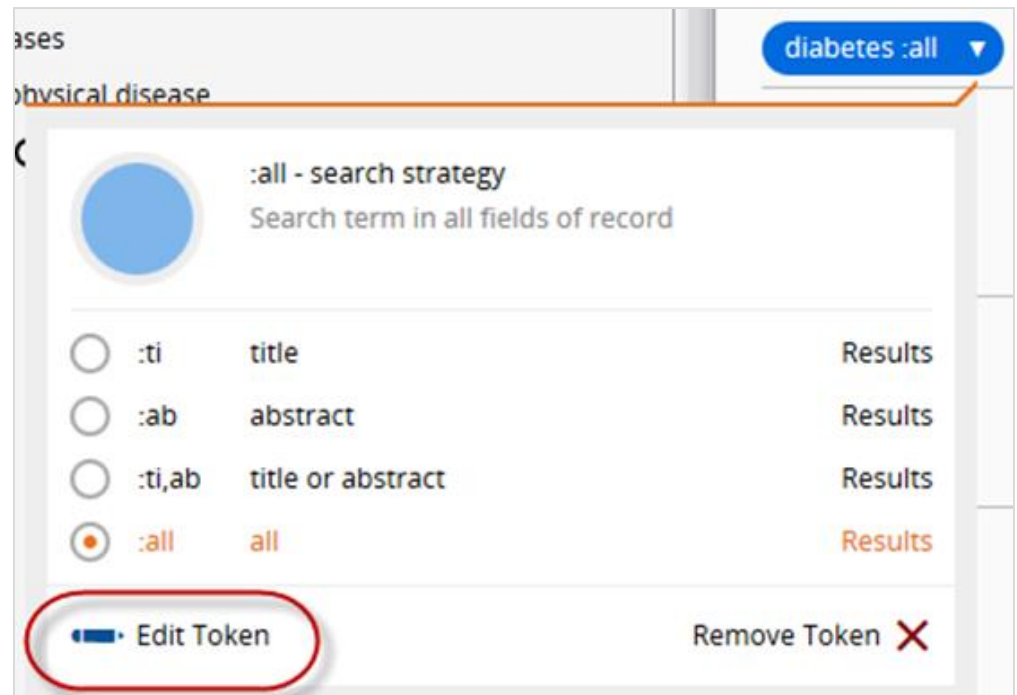 ases
diabetes :all
physical disease
:all - search strategy
Search term in all fields of record
:ti title Results
:ab abstract Results
:ti,ab title or abstract Results
:all all Results
Edit Token Remove Token